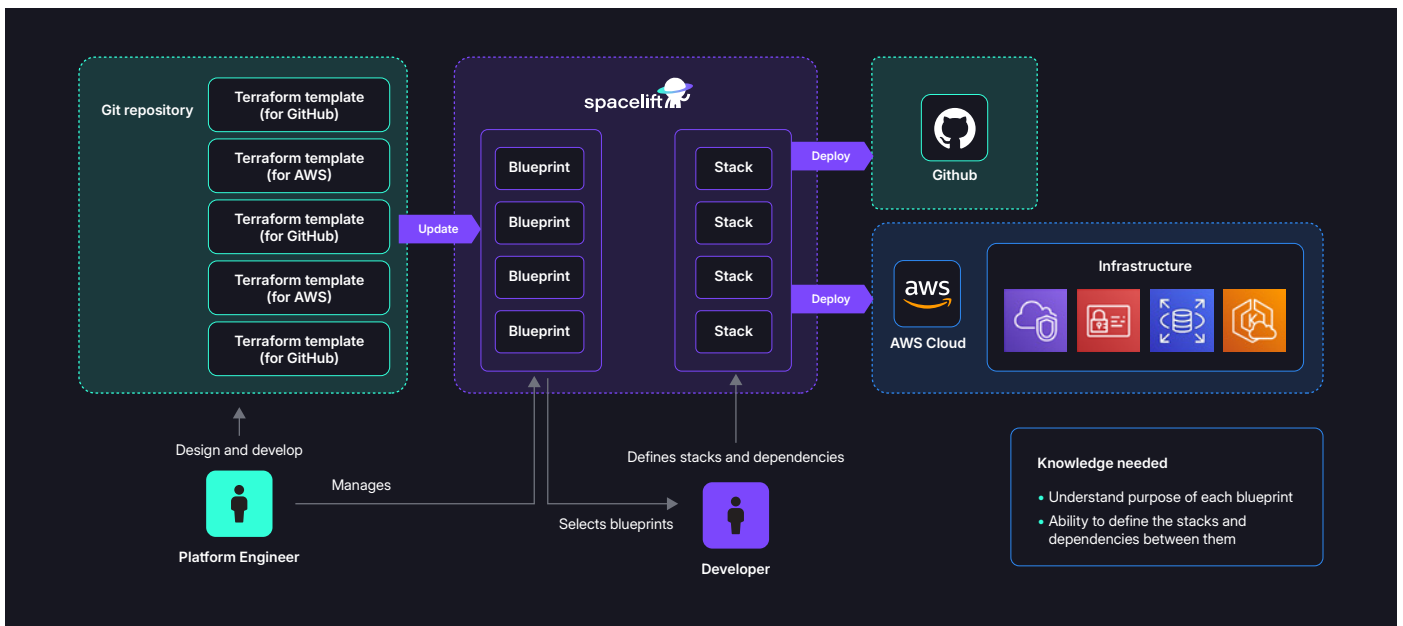 Git repository
Terraform template
(for GitHub)
Terraform template
(for AWS)
Terraform template
(for GitHub)
Terraform template
(for AWS)
Terraform template
(for GitHub)
Update
spacelift
Blueprint
Blueprint
Blueprint
Blueprint
Stack
Stack
Stack
Stack
Deploy
Deploy
Github
aws
AWS Cloud
Infrastructure
K
Design and develop
Platform Engineer
Manages
Selects blueprints
Defines stacks and dependencies
Developer
Knowledge needed
• Understand purpose of each blueprint
• Ability to define the stacks and
dependencies between them